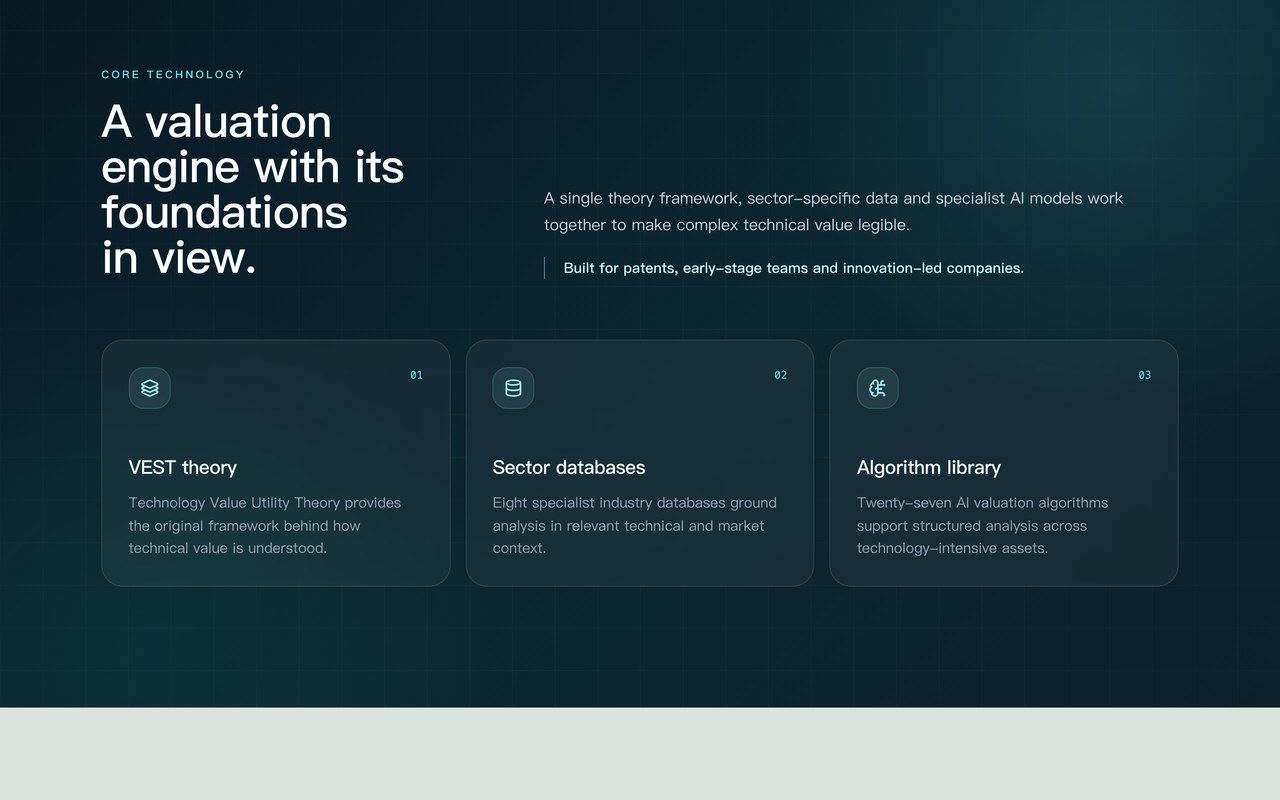 CORE TECHNOLOGY
A valuation
engine with its
foundations
in view.
A single theory framework, sector-specific data and specialist AI models work
together to make complex technical value legible.
Built for patents, early-stage teams and innovation-led companies.
01
VEST theory
Technology Value Utility Theory provides
the original framework behind how
technical value is understood.
02
Sector databases
Eight specialist industry databases ground
analysis in relevant technical and market
context.
03
Algorithm library
Twenty-seven AI valuation algorithms
support structured analysis across
technology-intensive assets.